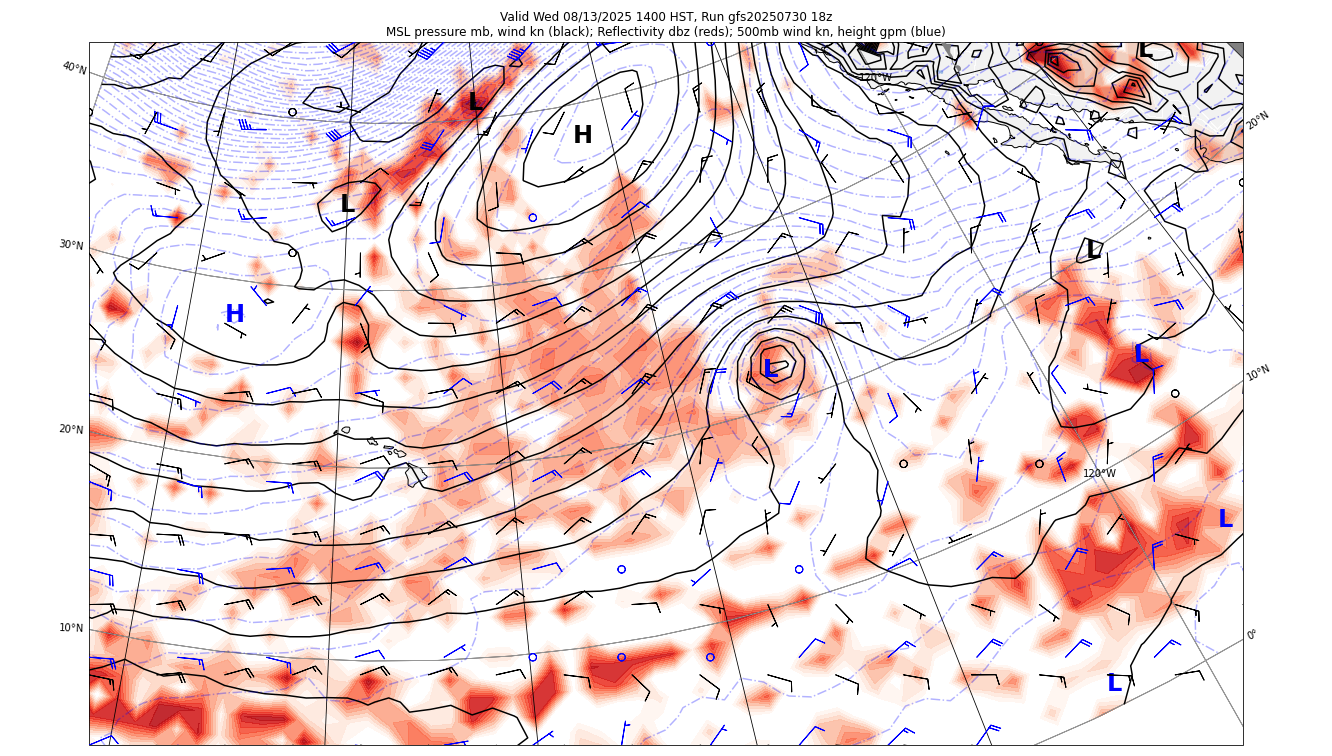 Valid Wed 08/13/2025 1400 HST, Run gfs20250730 18z
MSL pressure mb, wind kn (black); Reflectivity dbz (reds); 500mb wind kn, height gpm (blue)
L
40°N
120°W
L
20°N
H
L
30°N
L
H
L
L
10°N
20°N
120°W
L
10°N
0°
L